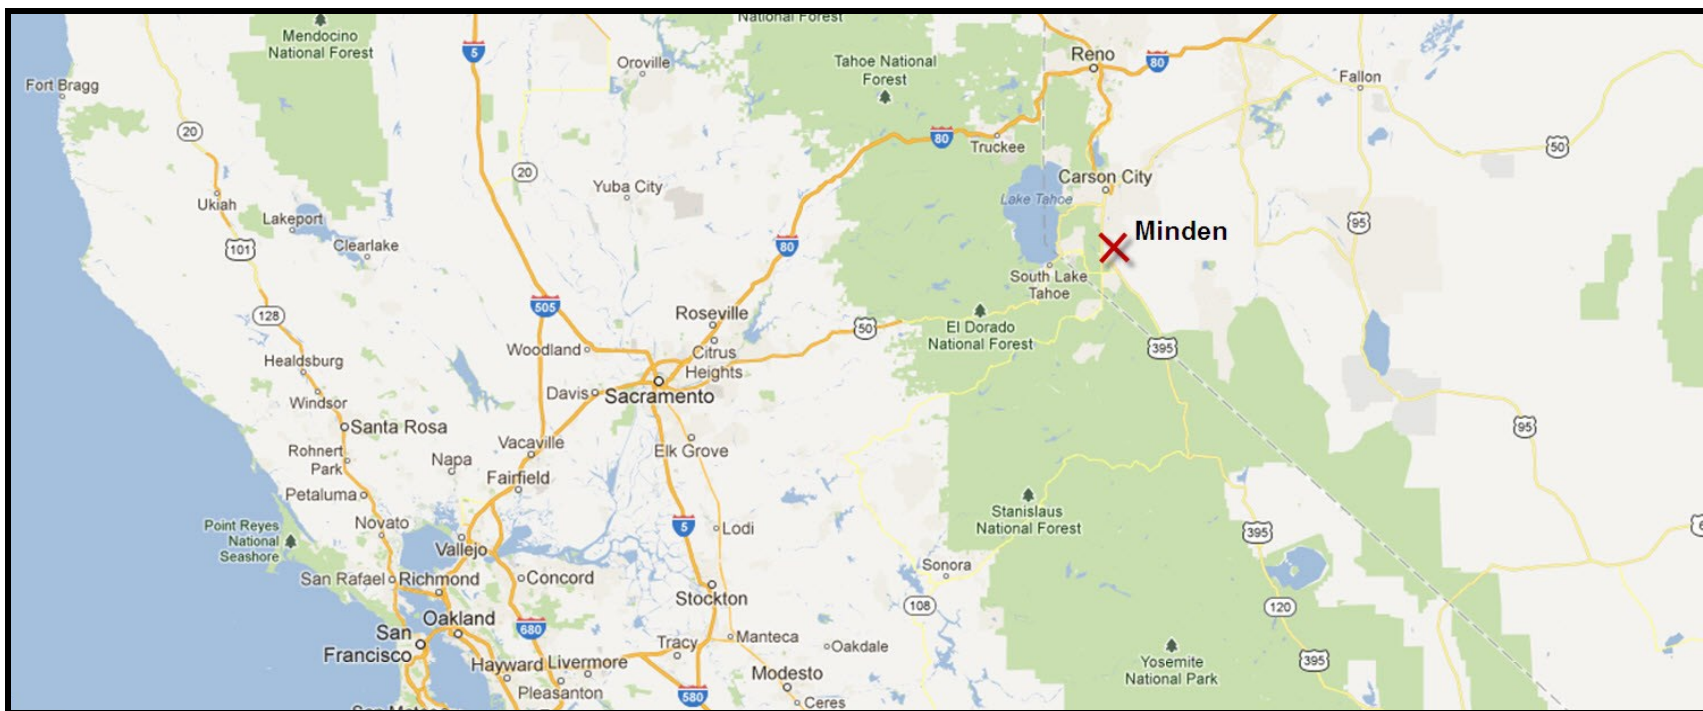 National Forest
Mendocino
National Forest
5
Oroville
Tahoe National
Forest
Reno
80
Fallon
Fort Bragg
20
80
Truckee
50
20
Yuba City
Carson City
Ukiah
Lakeport
Lake Tahoe
95
Minden
101
Clearlake
80
South Lake
Tahoe
505
Roseville
128
50
El Dorado
National Forest
Woodland
Citrus
Heights
395
Healdsburg
Davis
Sacramento
Windsor
Santa Rosa
95
Vacaville
Elk Grove
Rohnert
Park
Napa
Fairfield
Petaluma
Stanislaus
National Forest
Point Reyes
National
Seashore
Novato
5
Lodi
395
Vallejo
Sonora
San Rafael
Richmond
Concord
Stockton
108
120
Oakland
680
San
Francisco
Tracy
Manteca
Oakdale
Yosemite
National Park
395
Hayward
Livermore
Modesto
Pleasanton
580
Ceres